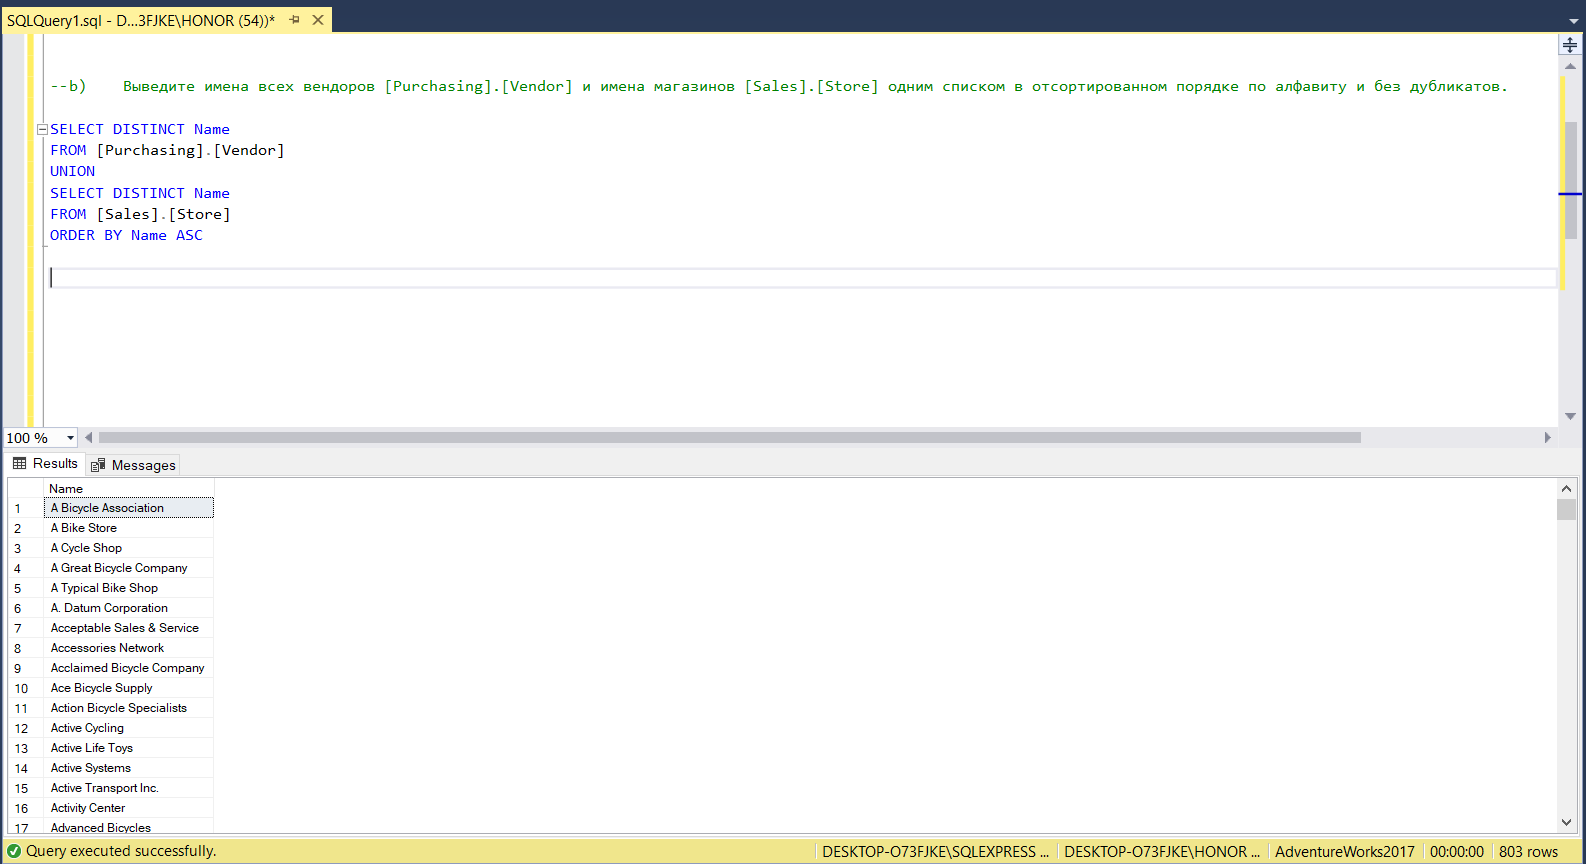 SQLQuery1.sql - D...3FJKE\HONOR (54))*
--b)    Выведите имена всех вендоров [Purchasing].[Vendor] и имена магазинов [Sales].[Store] одним списком в отсортированном порядке по алфавиту и без дубликатов.
SELECT DISTINCT Name
FROM [Purchasing].[Vendor]
UNION
SELECT DISTINCT Name
FROM [Sales].[Store]
ORDER BY Name ASC
100 %
Results Messages
Name
1 A Bicycle Association
2 A Bike Store
3 A Cycle Shop
4 A Great Bicycle Company
5 A Typical Bike Shop
6 A. Datum Corporation
7 Acceptable Sales & Service
8 Accessories Network
9 Acclaimed Bicycle Company
10 Ace Bicycle Supply
11 Action Bicycle Specialists
12 Active Cycling
13 Active Life Toys
14 Active Systems
15 Active Transport Inc.
16 Activity Center
17 Advanced Bicycles
Query executed successfully. DESKTOP-O73FJKE\SQLEXPRESS ... DESKTOP-O73FJKE\HONOR ... AdventureWorks2017 00:00:00 803 rows